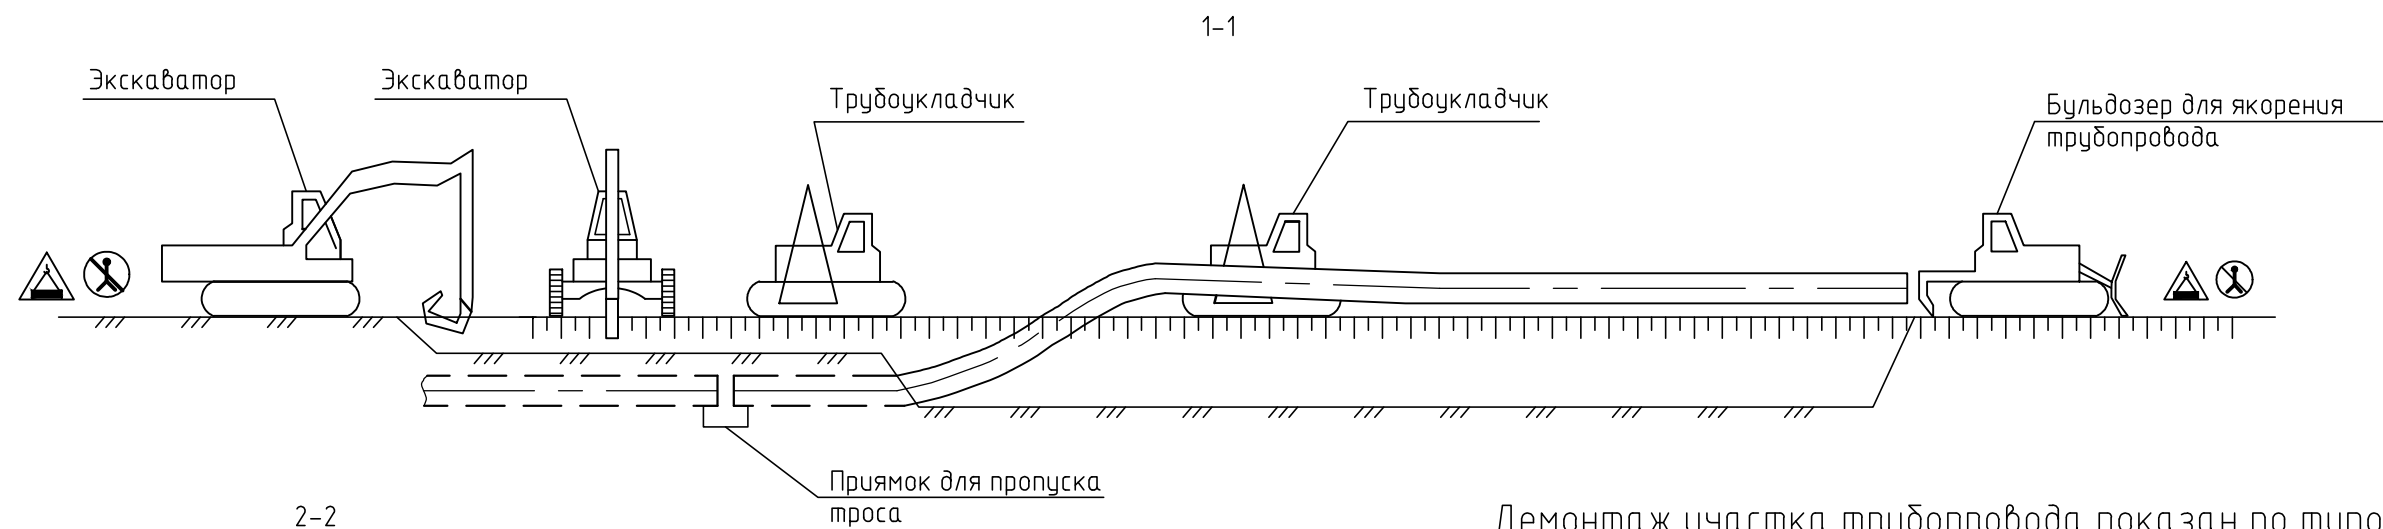 1-1
Экскаватор
Экскаватор
Трубоукладчик
Трубоукладчик
Бульдозер для якорения
трубопровода
Приямок для пропуска
троса
2-2
Демонтаж участка трубопровода показан по типо